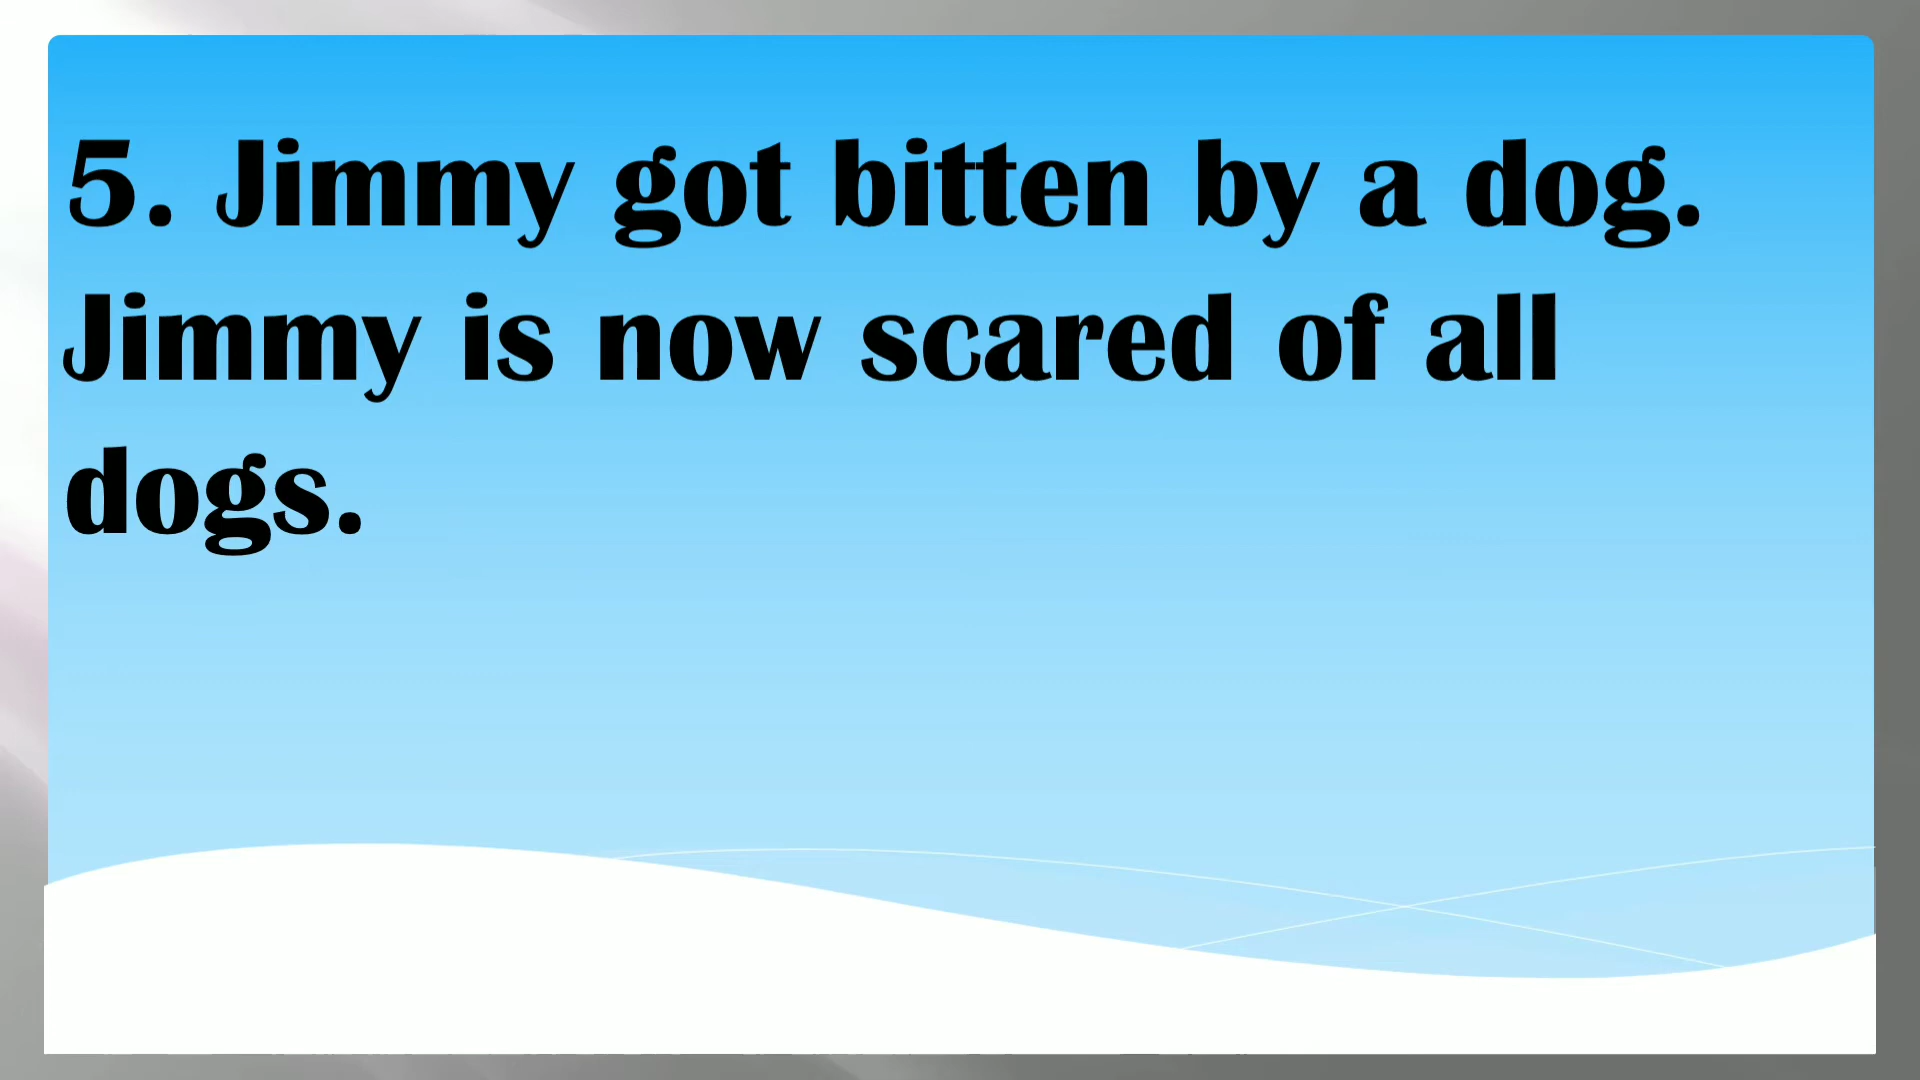 5. Jimmy got bitten by a dog.
Jimmy is now scared of all
dogs.